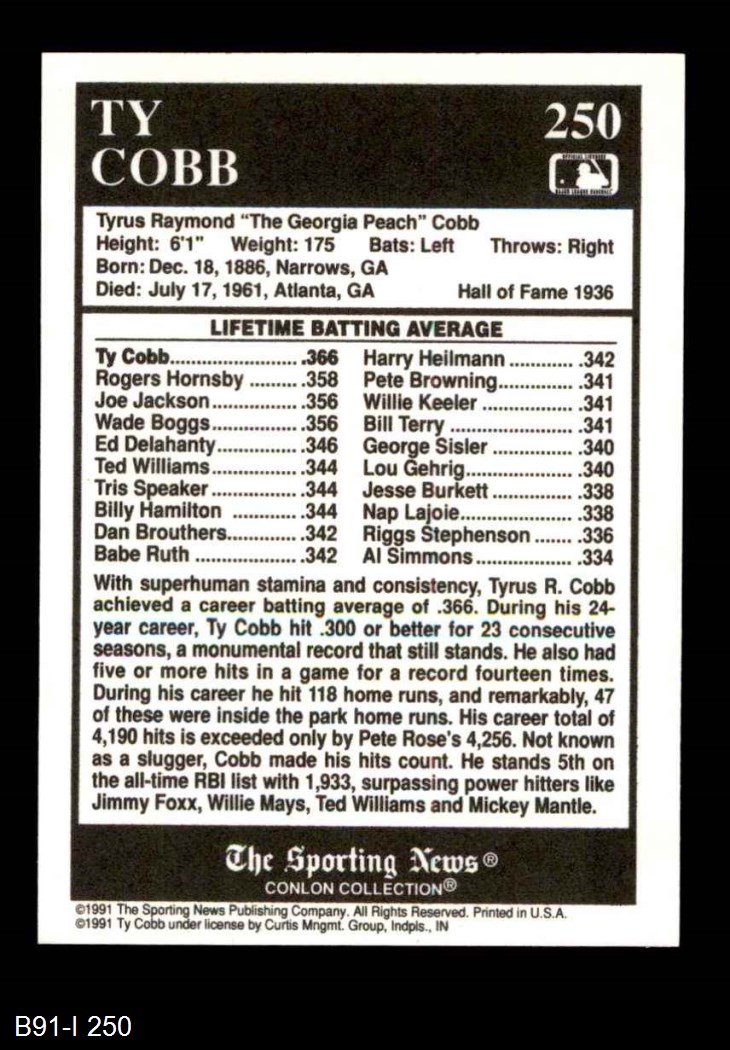 TY
COBB
250
Tyrus Raymond “The Georgia Peach” Cobb
Height: 6'1" Weight: 175 Bats: Left Throws: Right
Born: Dec. 18, 1886, Narrows, GA
Died: July 17, 1961, Atlanta, GA Hall of Fame 1936
LIFETIME BATTING AVERAGE
Ty Cobb........................ .366
Rogers Hornsby ......... .358
Joe Jackson................ .356
Wade Boggs................ .356
Ed Delahanty............... .346
Ted Williams................ .344
Tris Speaker................ .344
Billy Hamilton ............ .344
Dan Brouthers............. .342
Babe Ruth ................... .342
Harry Heilmann ............ .342
Pete Browning.............. .341
Willie Keeler ................. .341
Bill Terry ....................... .341
George Sisler ............... .340
Lou Gehrig.................... .340
Jesse Burkett ............... .338
Nap Lajoie..................... .338
Riggs Stephenson ....... .336
Al Simmons.................. .334
With superhuman stamina and consistency, Tyrus R. Cobb
achieved a career batting average of .366. During his 24-
year career, Ty Cobb hit .300 or better for 23 consecutive
seasons, a monumental record that still stands. He also had
five or more hits in a game for a record fourteen times.
During his career he hit 118 home runs, and remarkably, 47
of these were inside the park home runs. His career total of
4,190 hits is exceeded only by Pete Rose's 4,256. Not known
as a slugger, Cobb made his hits count. He stands 5th on
the all-time RBI list with 1,933, surpassing power hitters like
Jimmy Foxx, Willie Mays, Ted Williams and Mickey Mantle.
The Sporting News®
CONLON COLLECTION®
©1991 The Sporting News Publishing Company. All Rights Reserved. Printed in U.S.A.
©1991 Ty Cobb under license by Curtis Mngmt. Group, Indpls., IN
B91-I 250